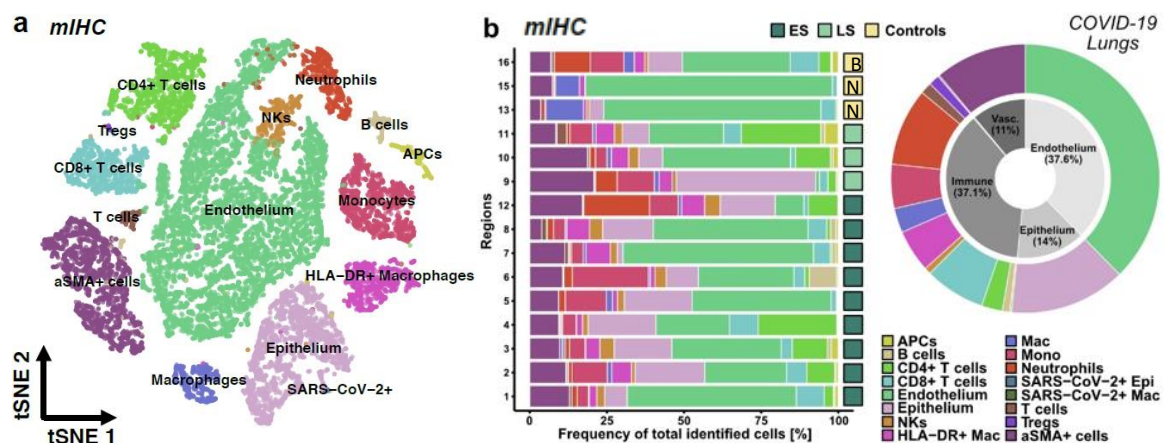 a
mIHC
CD4+ T cells
Neutrophils
NKs
Tregs
B cells
APCs
CD8+ T cells
T cells
Endothelium
Monocytes
aSMA+ cells
HLA-DR+ Macrophages
Epithelium
Macrophages
SARS-CoV-2+
tSNE 2
tSNE 1
b
mIHC
ES
LS
Controls
Regions
16
B
15
N
13
N
11
10
9
12
8
7
6
5
4
3
2
1
0
25
50
75
100
Frequency of total identified cells [%]
COVID-19
Lungs
Vasc.
(11%)
Endothelium
(37.6%)
Immune
(37.1%)
Epithelium
(14%)
APCs
B cells
CD4+ T cells
CD8+ T cells
Endothelium
Epithelium
NKs
HLA-DR+ Mac
Mac
Mono
Neutrophils
SARS-CoV-2+ Epi
SARS-CoV-2+ Mac
T cells
Tregs
aSMA+ cells